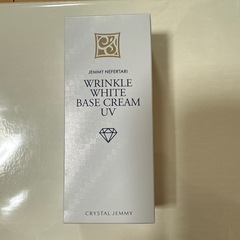 JEMMY NEFERTARI
WRINKLE
WHITE
BASE CREAM
UV
CRYSTAL JEMMY